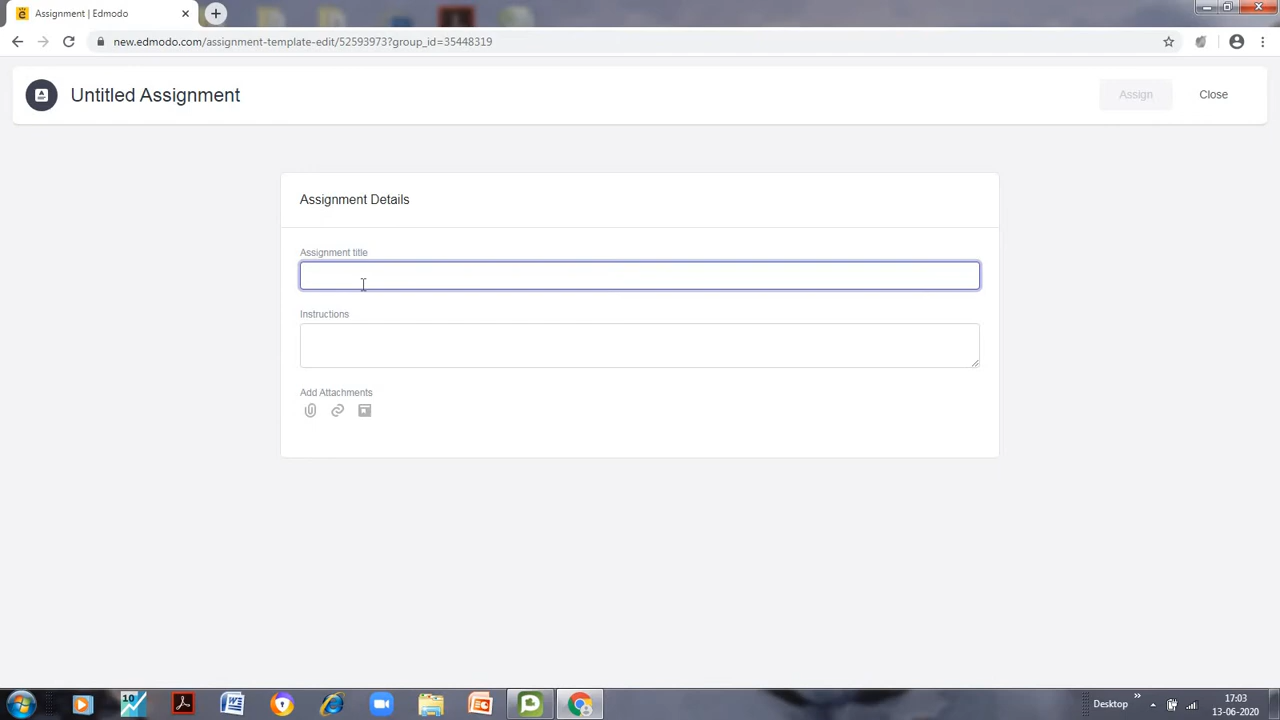 Assignment | Edmodo
new.edmodo.com/assignment-template-edit/52593973?group_id=35448319
Untitled Assignment
Assign
Close
Assignment Details
Assignment title
Instructions
Add Attachments
Desktop
17:03
13-06-2020